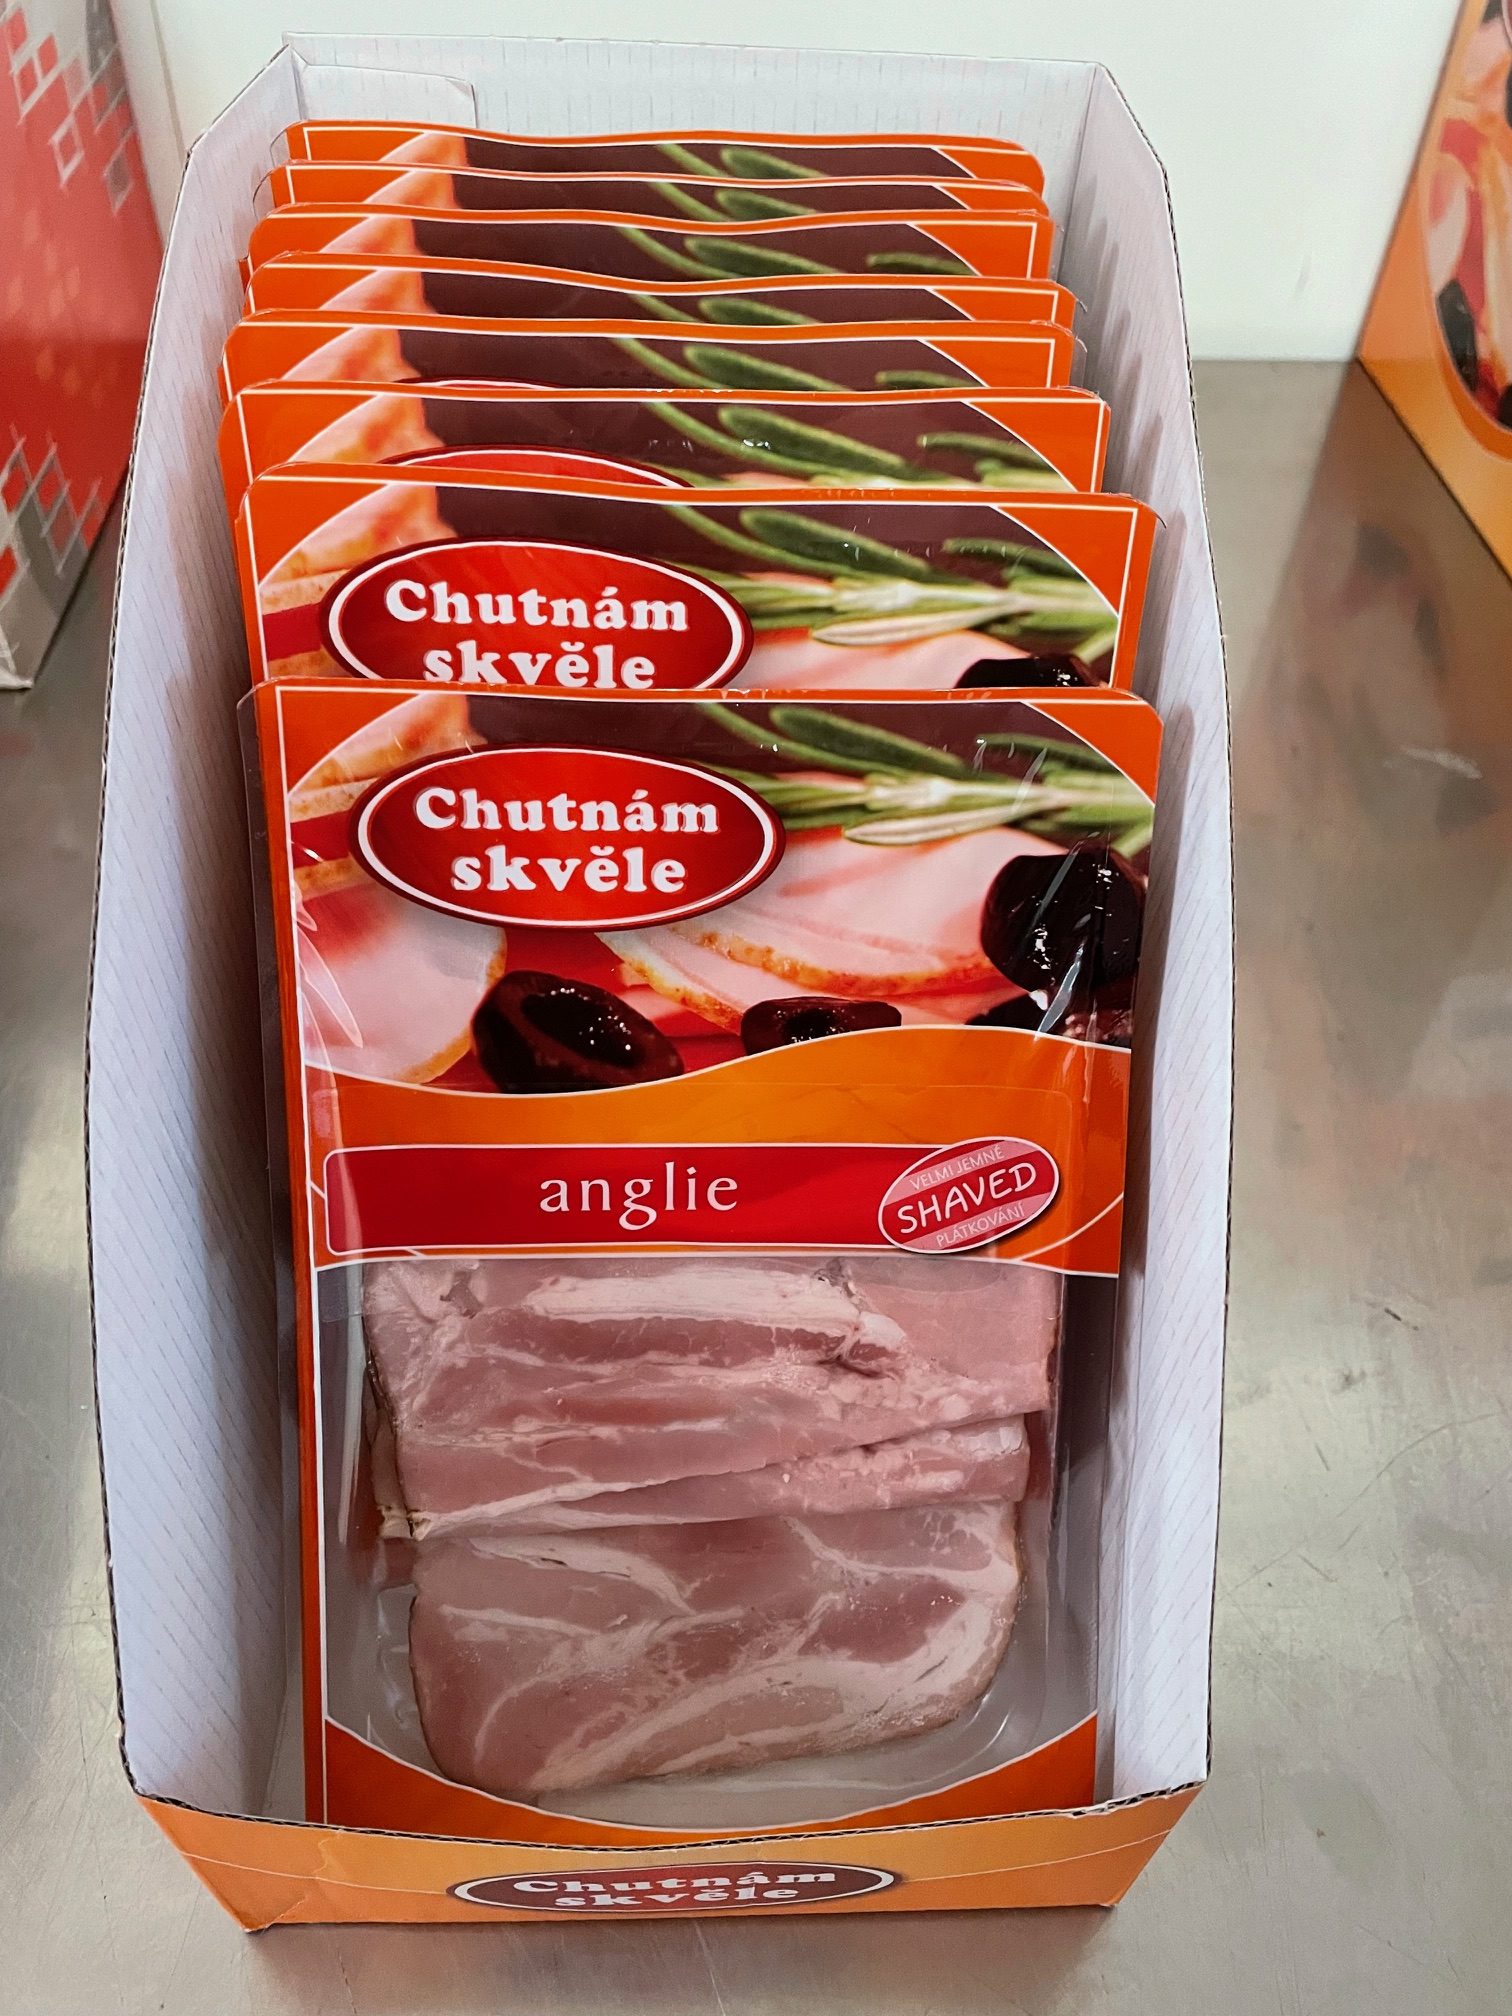 Chutnám
skvěle
Chutnám
skvěle
anglie
VELMI JEMNÉ
SHAVED
PLÁTKOVÁNÍ
Chutnám
skvěle